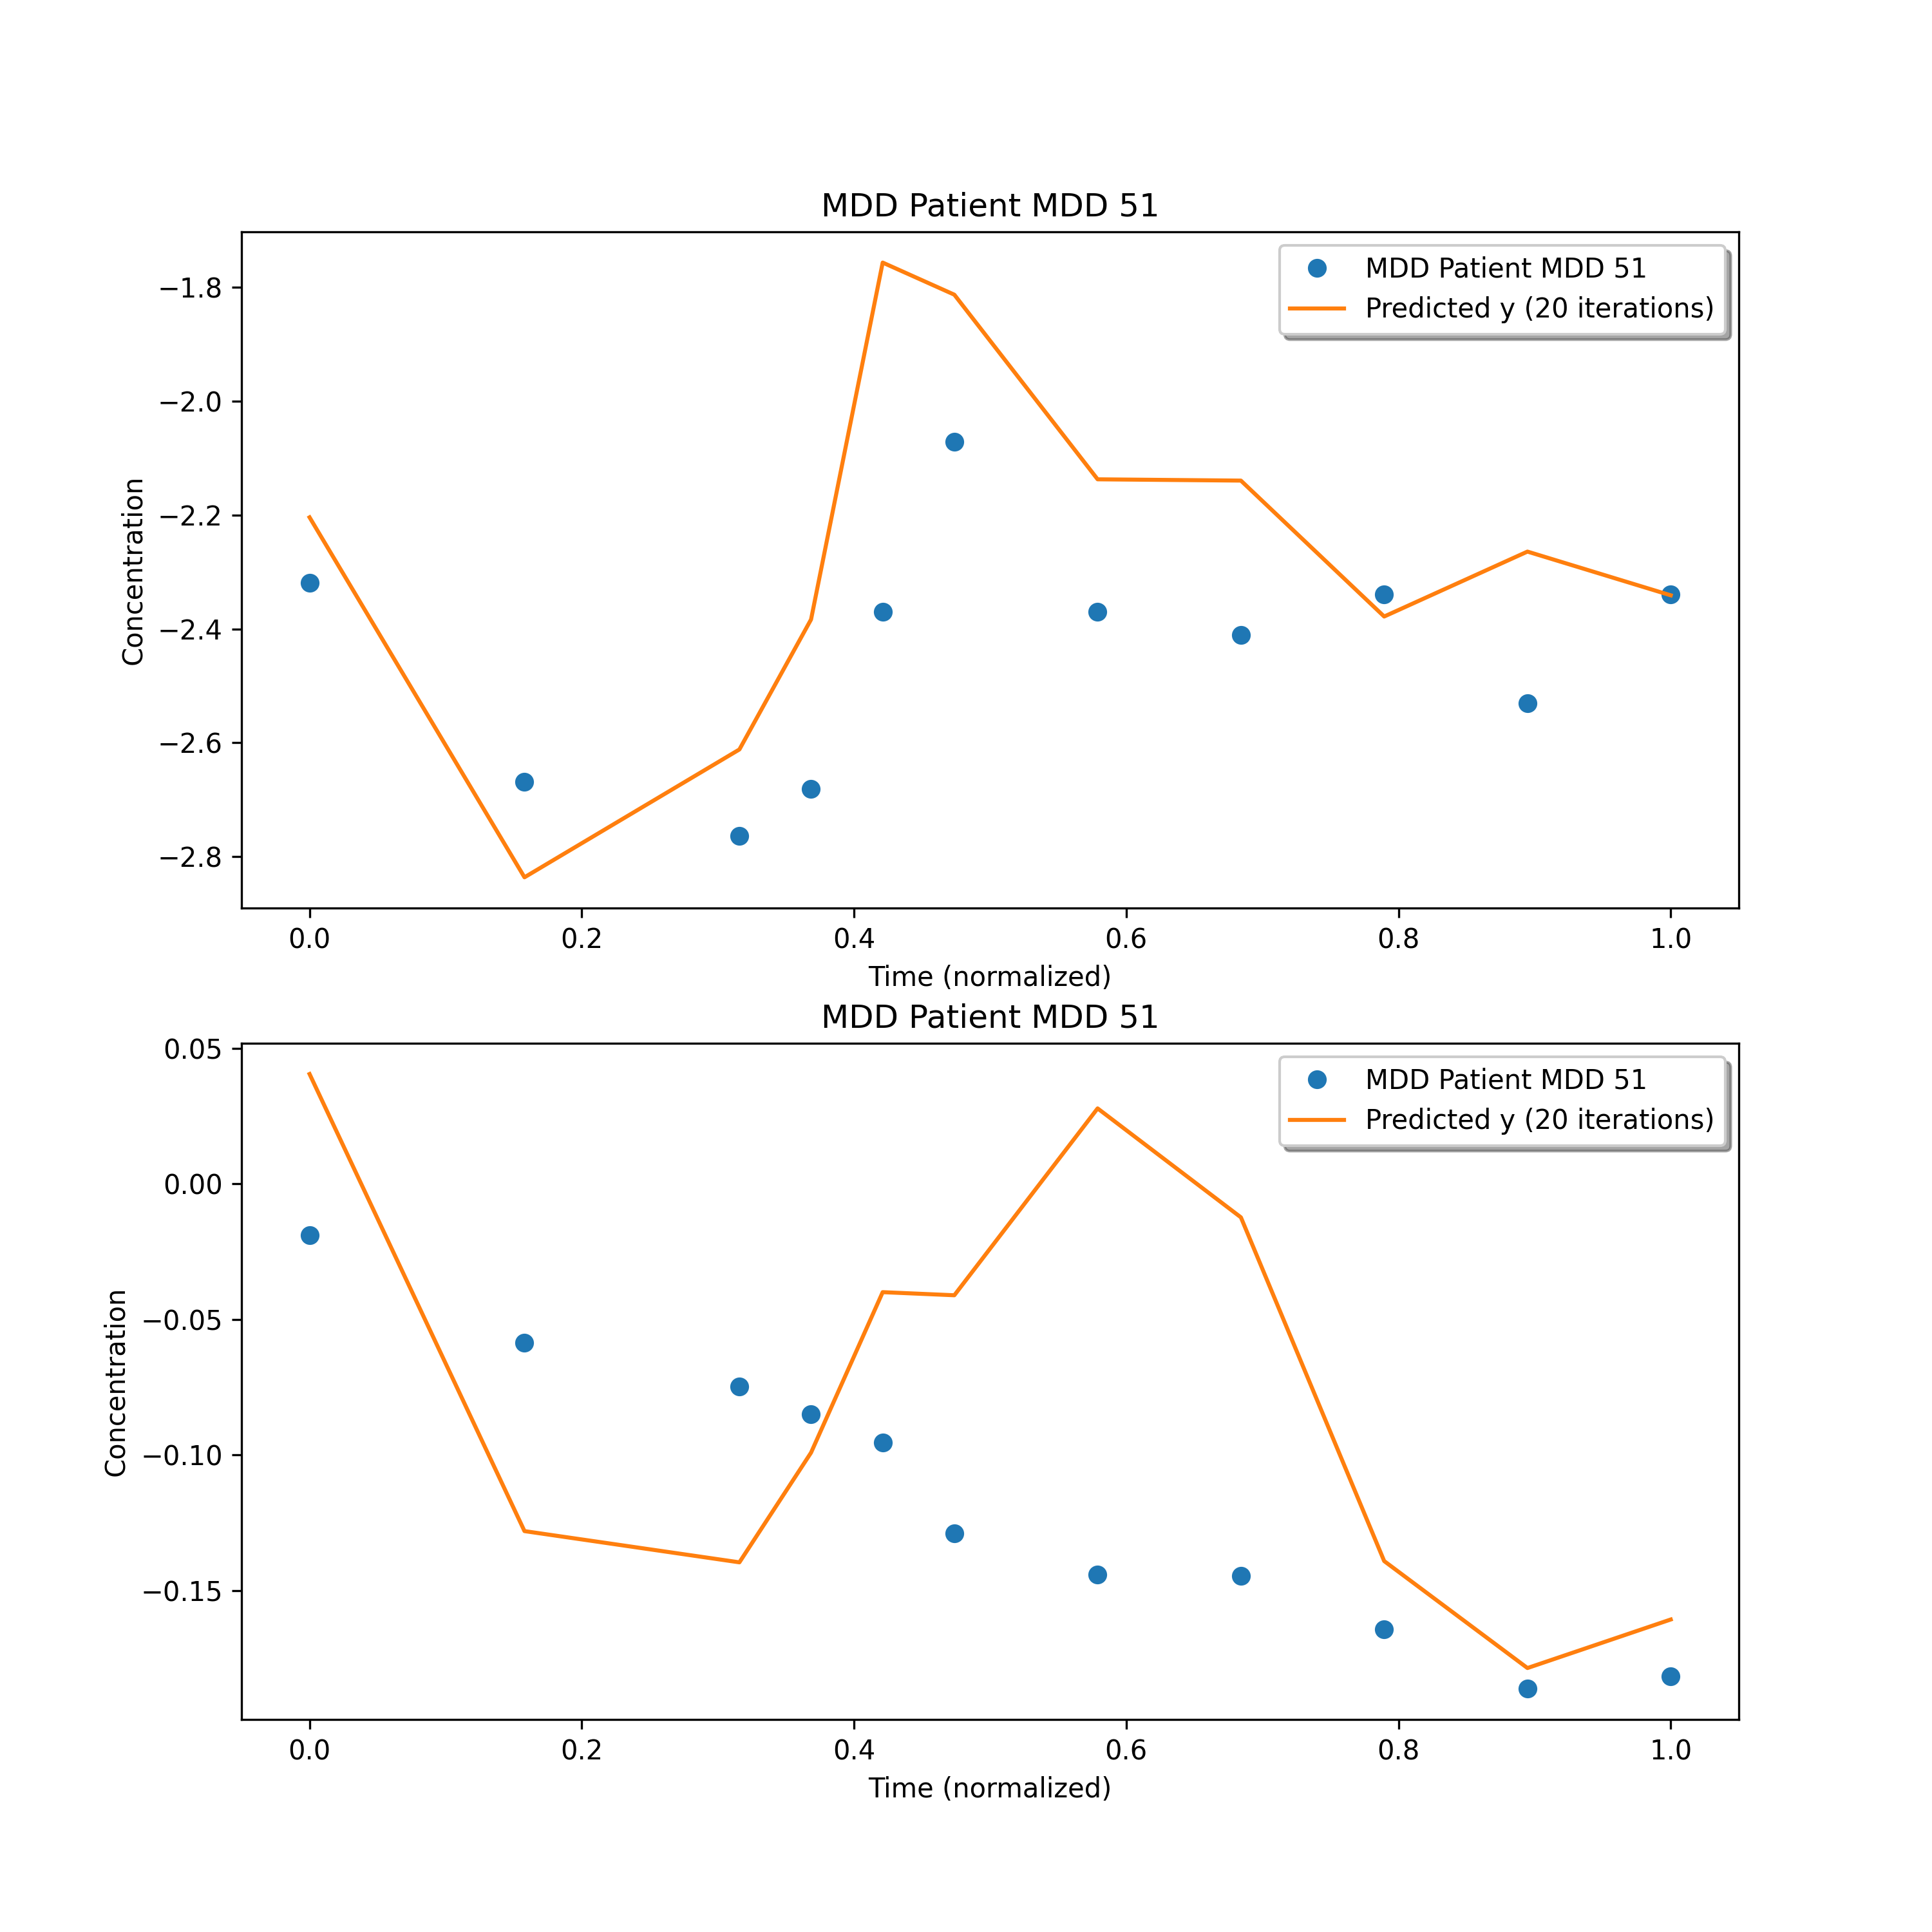 MDD Patient MDD 51
MDD Patient MDD 51
Predicted y (20 iterations)
−1.8
−2.0
−2.2
−2.4
−2.6
−2.8
Concentration
0.0 0.2 0.4 0.6 0.8 1.0
Time (normalized)
MDD Patient MDD 51
MDD Patient MDD 51
Predicted y (20 iterations)
0.05
0.00
−0.05
−0.10
−0.15
Concentration
0.0 0.2 0.4 0.6 0.8 1.0
Time (normalized)